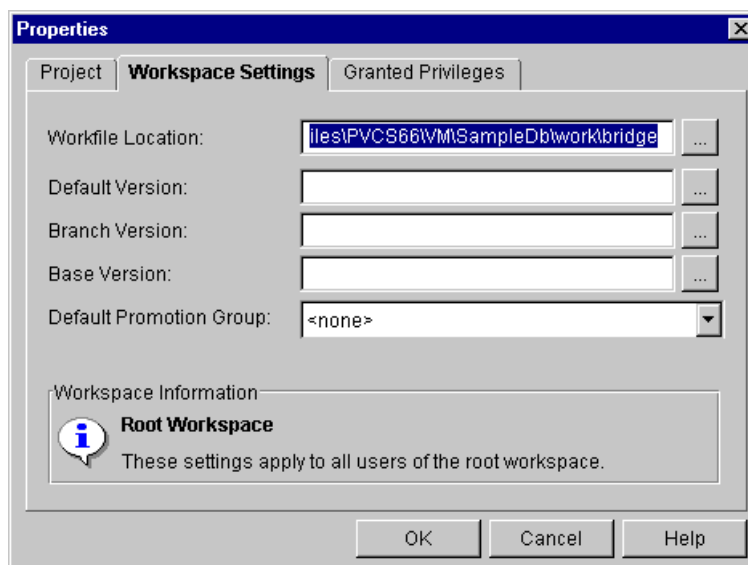 Properties
Project Workspace Settings Granted Privileges
Workfile Location: iles\PVCS66\VM\SampleDb\work\bridge ...
Default Version: ...
Branch Version: ...
Base Version: ...
Default Promotion Group: <none>
Workspace Information
Root Workspace
These settings apply to all users of the root workspace.
OK Cancel Help